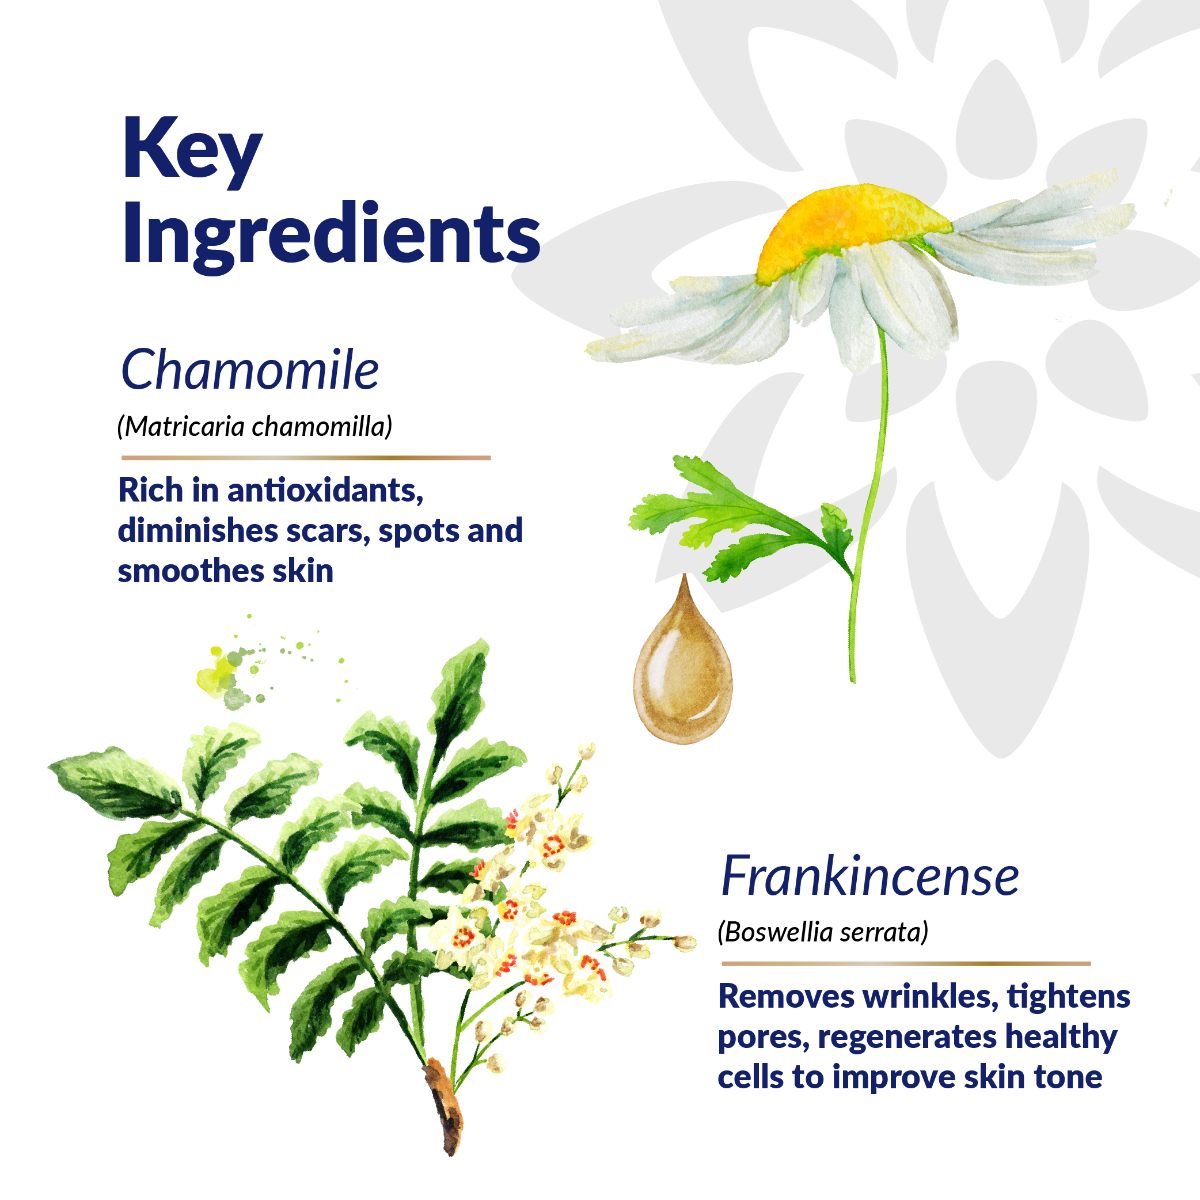 Key
Ingredients
Chamomile
(Matricaria chamomilla)
Rich in antioxidants,
diminishes scars, spots and
smoothes skin
Frankincense
(Boswellia serrata)
Removes wrinkles, tightens
pores, regenerates healthy
cells to improve skin tone